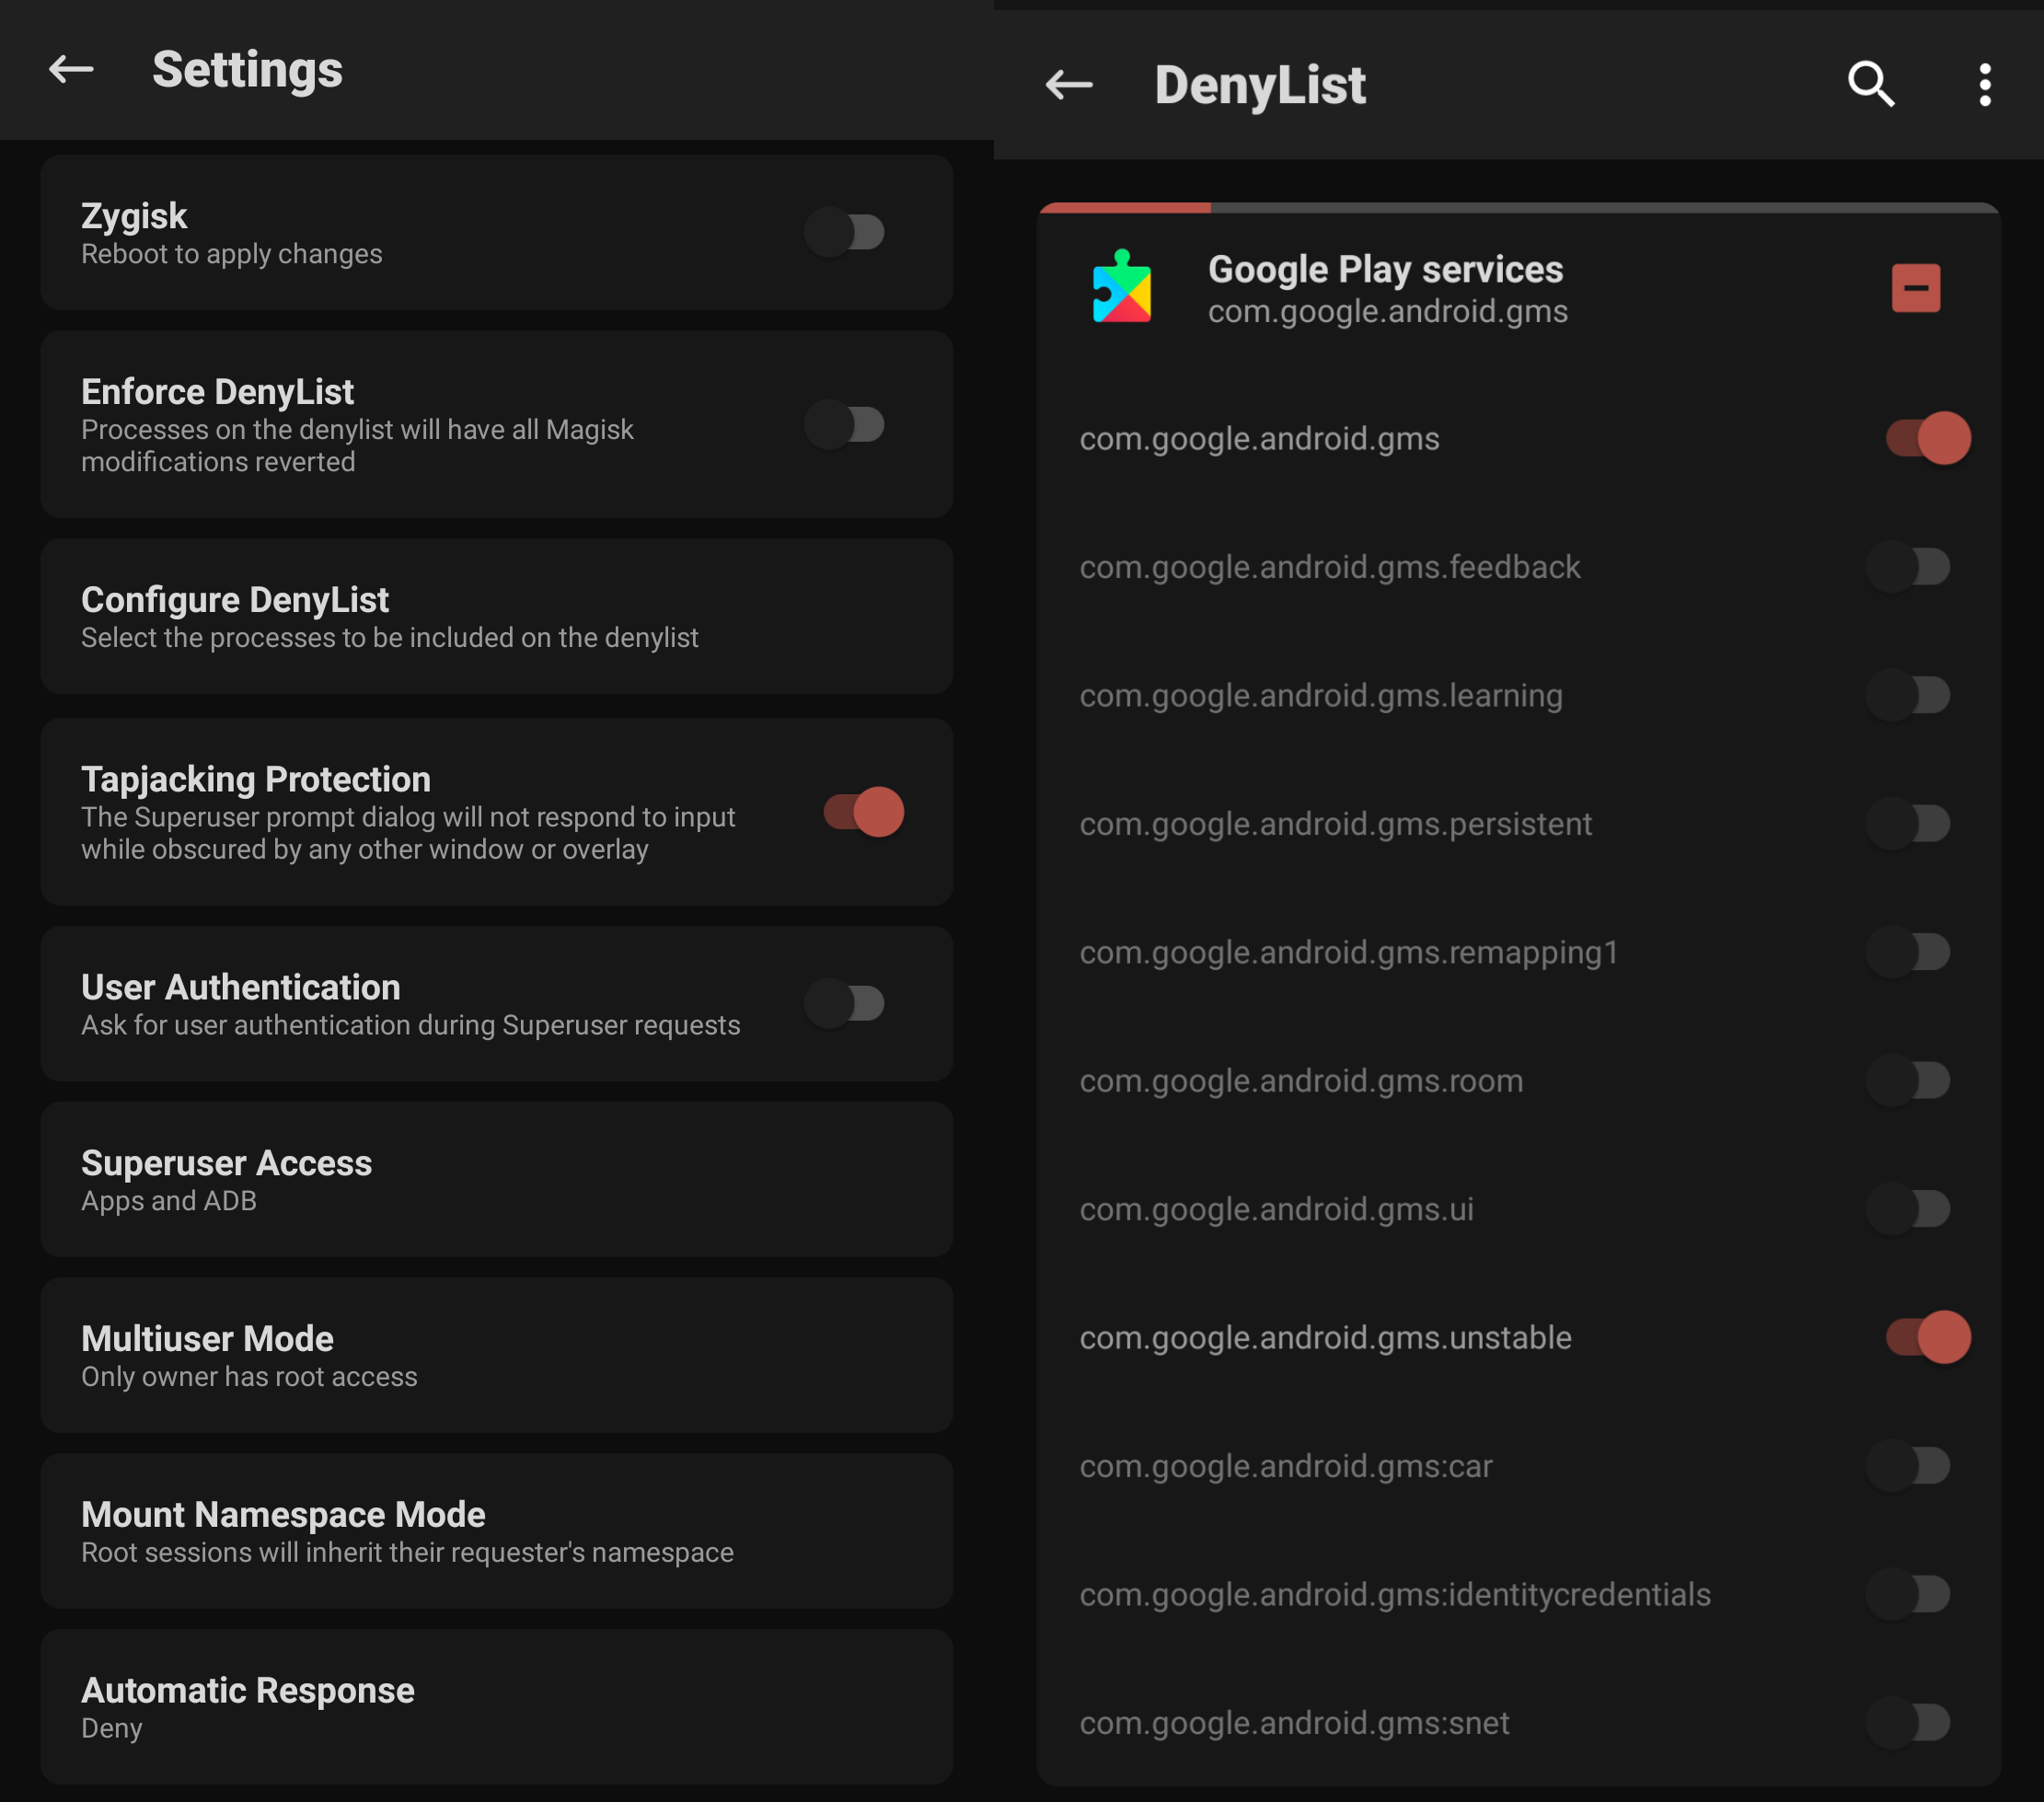 Settings
Zygisk
Reboot to apply changes
Enforce DenyList
Processes on the denylist will have all Magisk
modifications reverted
Configure DenyList
Select the processes to be included on the denylist
Tapjacking Protection
The Superuser prompt dialog will not respond to input
while obscured by any other window or overlay
User Authentication
Ask for user authentication during Superuser requests
Superuser Access
Apps and ADB
Multiuser Mode
Only owner has root access
Mount Namespace Mode
Root sessions will inherit their requester's namespace
Automatic Response
Deny
DenyList
Google Play services
com.google.android.gms
com.google.android.gms
com.google.android.gms.feedback
com.google.android.gms.learning
com.google.android.gms.persistent
com.google.android.gms.remapping1
com.google.android.gms.room
com.google.android.gms.ui
com.google.android.gms.unstable
com.google.android.gms:car
com.google.android.gms:identitycredentials
com.google.android.gms:snet